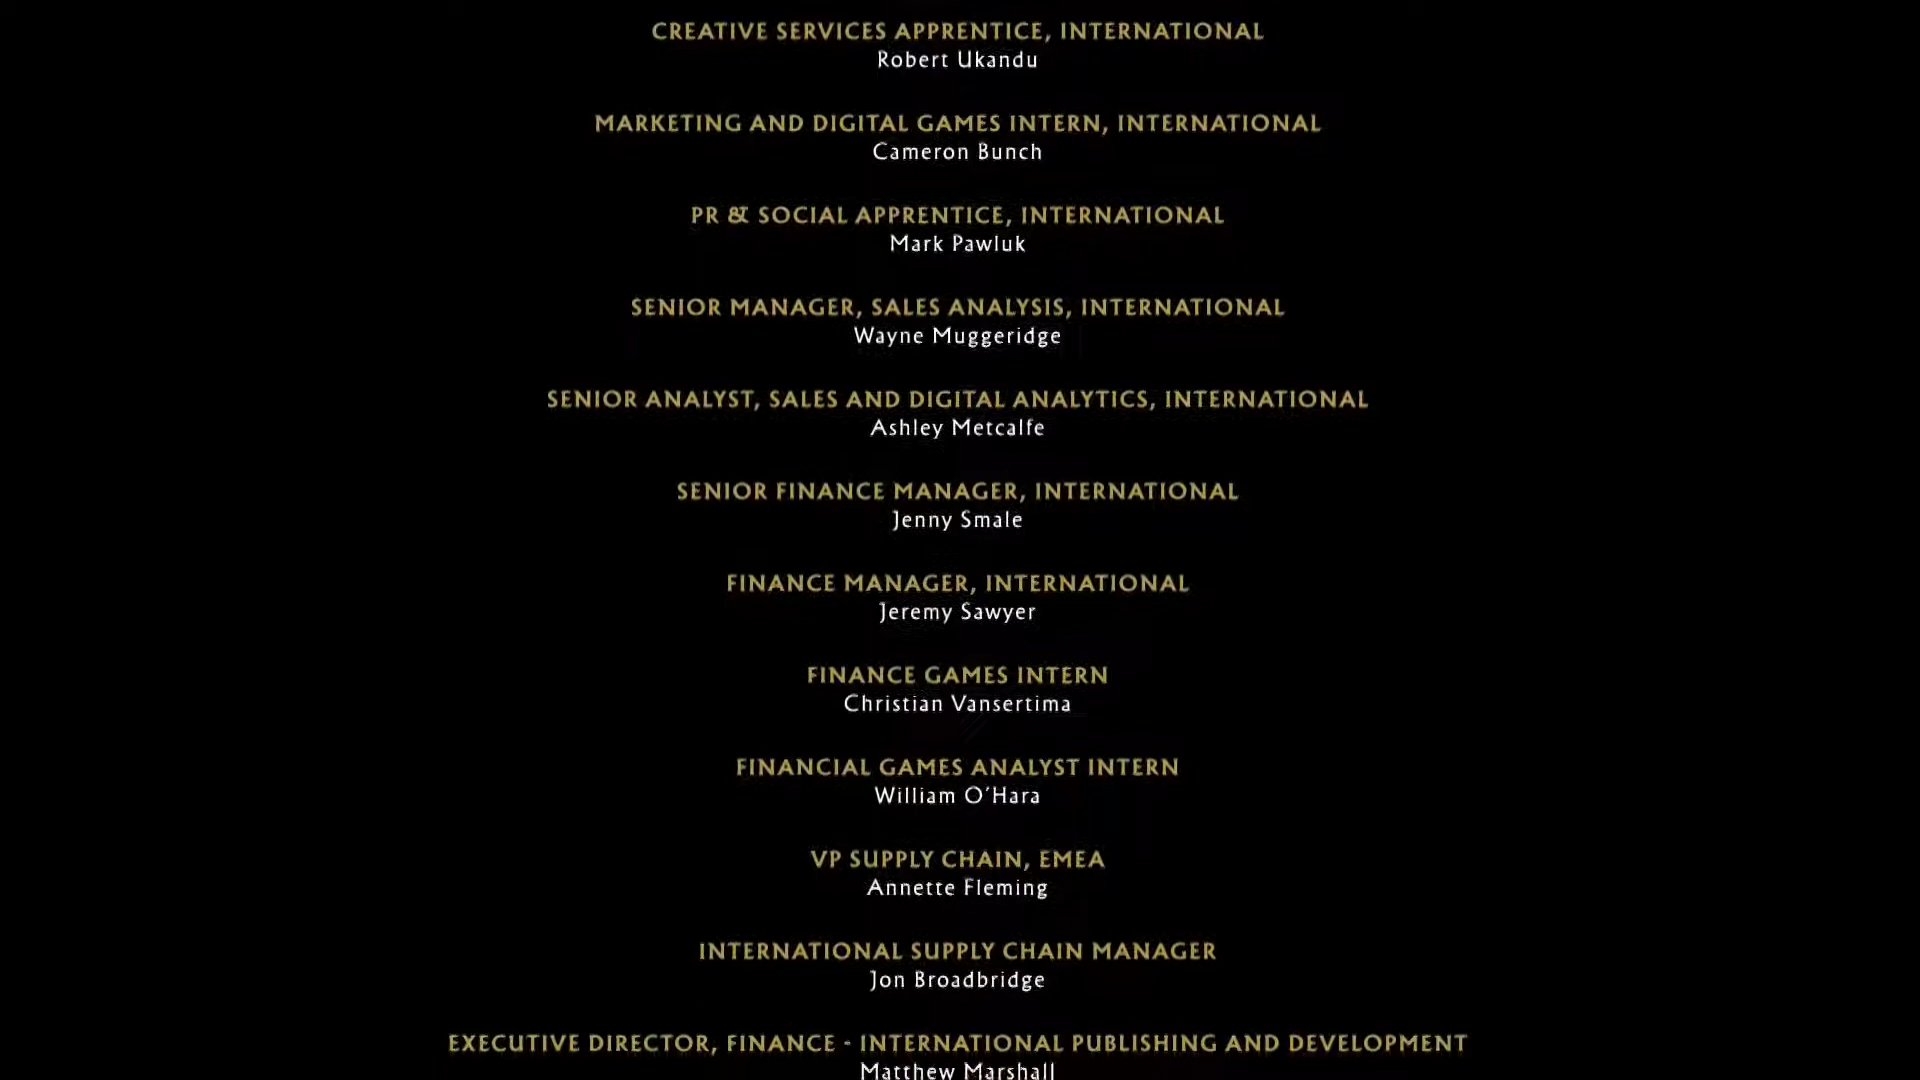 CREATIVE SERVICES APPRENTICE, INTERNATIONAL
Robert Ukandu
MARKETING AND DIGITAL GAMES INTERN, INTERNATIONAL
Cameron Bunch
PR & SOCIAL APPRENTICE, INTERNATIONAL
Mark Pawluk
SENIOR MANAGER, SALES ANALYSIS, INTERNATIONAL
Wayne Muggeridge
SENIOR ANALYST, SALES AND DIGITAL ANALYTICS, INTERNATIONAL
Ashley Metcalfe
SENIOR FINANCE MANAGER, INTERNATIONAL
Jenny Smale
FINANCE MANAGER, INTERNATIONAL
Jeremy Sawyer
FINANCE GAMES INTERN
Christian Vansertima
FINANCIAL GAMES ANALYST INTERN
William O'Hara
VP SUPPLY CHAIN, EMEA
Annette Fleming
INTERNATIONAL SUPPLY CHAIN MANAGER
Jon Broadbridge
EXECUTIVE DIRECTOR, FINANCE - INTERNATIONAL PUBLISHING AND DEVELOPMENT
Matthew Marshall